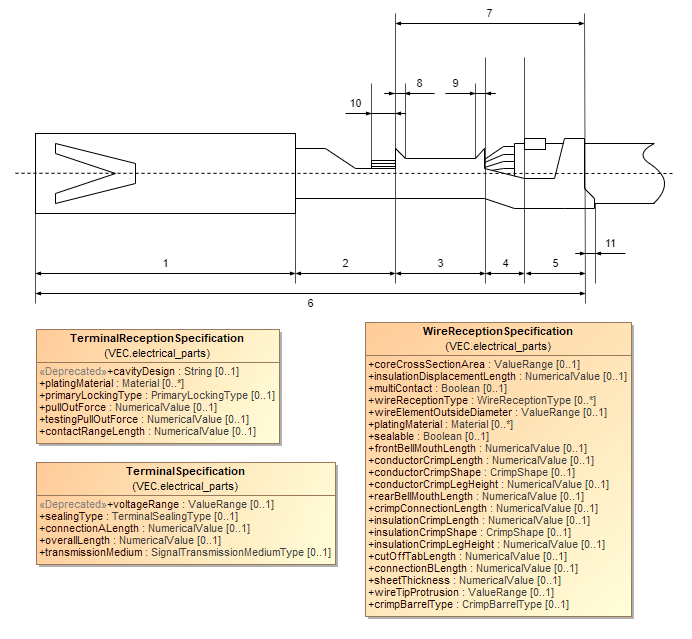 7
8
9
10
11
1
2
3
4
5
6
TerminalReceptionSpecification
(VEC.electrical_parts)
«Deprecated»+cavityDesign : String [0..1]
+platingMaterial : Material [0..*]
+primaryLockingType : PrimaryLockingType [0..1]
+pullOutForce : NumericalValue [0..1]
+testingPullOutForce : NumericalValue [0..1]
+contactRangeLength : NumericalValue [0..1]
TerminalSpecification
(VEC.electrical_parts)
«Deprecated»+voltageRange : ValueRange [0..1]
+sealingType : TerminalSealingType [0..1]
+connectionALength : NumericalValue [0..1]
+overallLength : NumericalValue [0..1]
+transmissionMedium : SignalTransmissionMediumType [0..1]
WireReceptionSpecification
(VEC.electrical_parts)
+coreCrossSectionArea : ValueRange [0..1]
+insulationDisplacementLength : NumericalValue [0..1]
+multiContact : Boolean [0..1]
+wireReceptionType : WireReceptionType [0..*]
+wireElementOutsideDiameter : ValueRange [0..1]
+platingMaterial : Material [0..*]
+sealable : Boolean [0..1]
+frontBellMouthLength : NumericalValue [0..1]
+conductorCrimpLength : NumericalValue [0..1]
+conductorCrimpShape : CrimpShape [0..1]
+conductorCrimpLegHeight : NumericalValue [0..1]
+rearBellMouthLength : NumericalValue [0..1]
+crimpConnectionLength : NumericalValue [0..1]
+insulationCrimpLength : NumericalValue [0..1]
+insulationCrimpShape : CrimpShape [0..1]
+insulationCrimpLegHeight : NumericalValue [0..1]
+cutOffTabLength : NumericalValue [0..1]
+connectionBLength : NumericalValue [0..1]
+sheetThickness : NumericalValue [0..1]
+wireTipProtrusion : ValueRange [0..1]
+crimpBarrelType : CrimpBarrelType [0..1]